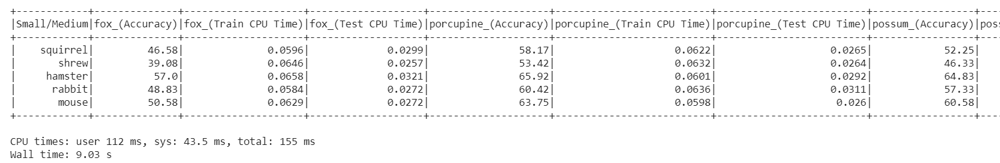 +------------+-------------+-------------------+------------------+-------------------+-------------------------+------------------------+----------------+---
|Small/Medium|fox_(Accuracy)|fox_(Train CPU Time)|fox_(Test CPU Time)|porcupine_(Accuracy)|porcupine_(Train CPU Time)|porcupine_(Test CPU Time)|possum_(Accuracy)|pos
+------------+-------------+-------------------+------------------+-------------------+-------------------------+------------------------+----------------+---
| squirrel| 46.58| 0.0596| 0.0299| 58.17| 0.0622| 0.0265| 52.25|
| shrew| 39.08| 0.0646| 0.0257| 53.42| 0.0632| 0.0264| 46.33|
| hamster| 57.0| 0.0658| 0.0321| 65.92| 0.0601| 0.0292| 64.83|
| rabbit| 48.83| 0.0584| 0.0272| 60.42| 0.0636| 0.0311| 57.33|
| mouse| 50.58| 0.0629| 0.0272| 63.75| 0.0598| 0.026| 60.58|
+------------+-------------+-------------------+------------------+-------------------+-------------------------+------------------------+----------------+---
CPU times: user 112 ms, sys: 43.5 ms, total: 155 ms
Wall time: 9.03 s